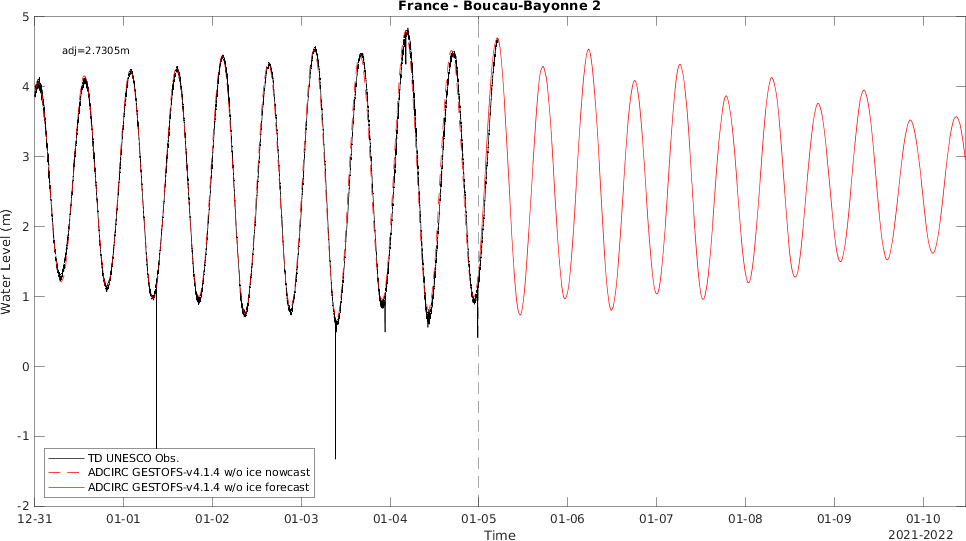 France - Boucau-Bayonne 2
adj=2.7305m
Water Level (m)
5
4
3
2
1
0
-1
-2
TD UNESCO Obs.
ADCIRC GESTOFS-v4.1.4 w/o ice nowcast
ADCIRC GESTOFS-v4.1.4 w/o ice forecast
12-31 01-01 01-02 01-03 01-04 01-05 01-06 01-07 01-08 01-09 01-10
Time
2021-2022